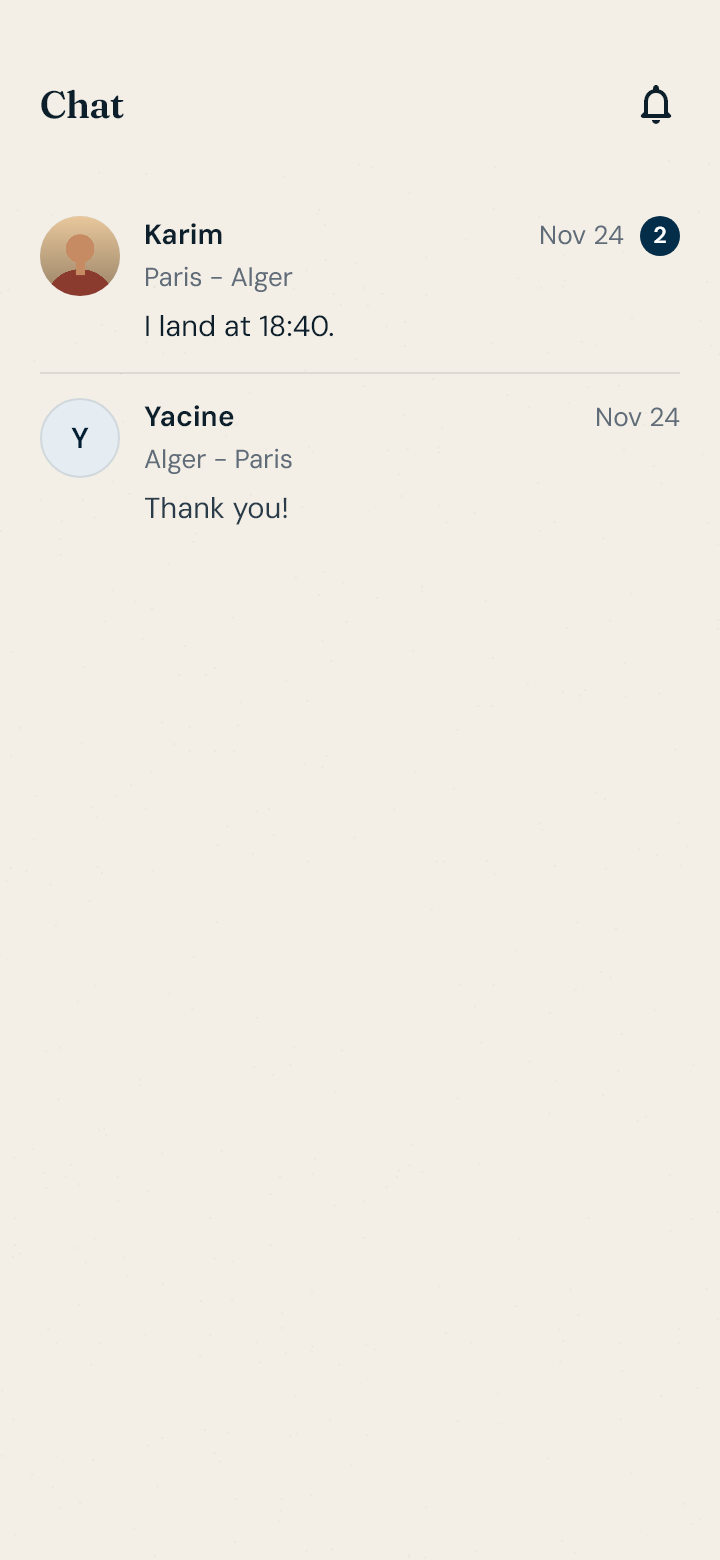 Chat
Karim
Nov 24
2
Paris – Alger
I land at 18:40.
Y
Yacine
Nov 24
Alger – Paris
Thank you!